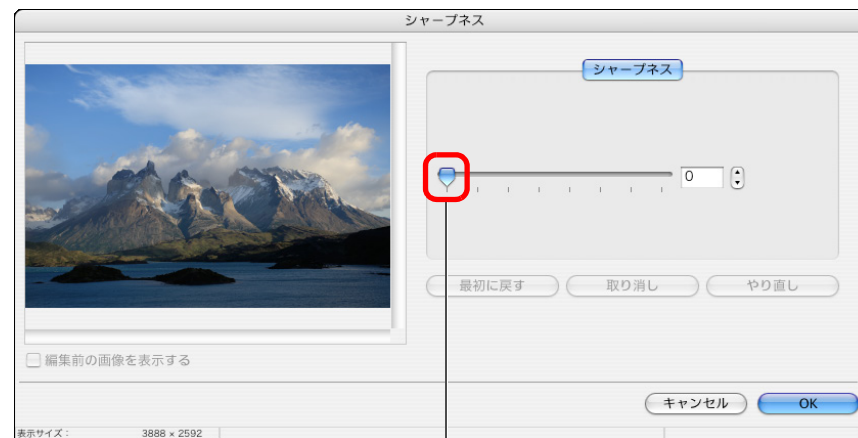 シャープネス
シャープネス
0
最初に戻す
取り消し
やり直し
編集前の画像を表示する
キャンセル
OK
表示サイズ：
3888 × 2592